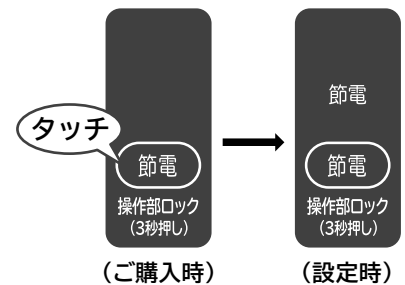 タッチ
節電
操作部ロック
(3秒押し)
(ご購入時)
節電
節電
操作部ロック
(3秒押し)
(設定時)